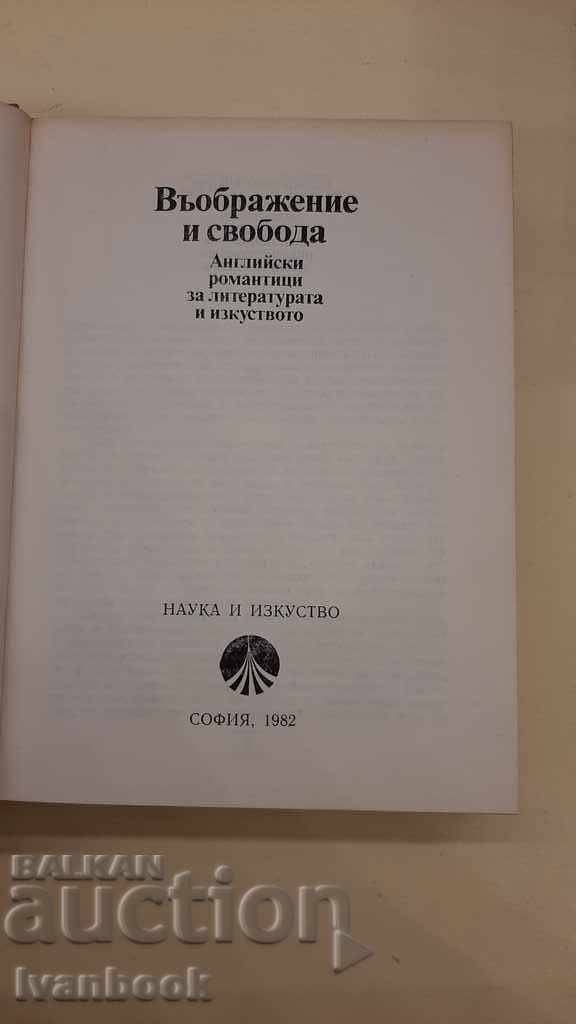 Въображение
и свобода
Английски
романтици
за литературата
и изкуството
НАУКА И ИЗКУСТВО
СОФИЯ, 1982
BALKAN
auction
Ivanbook